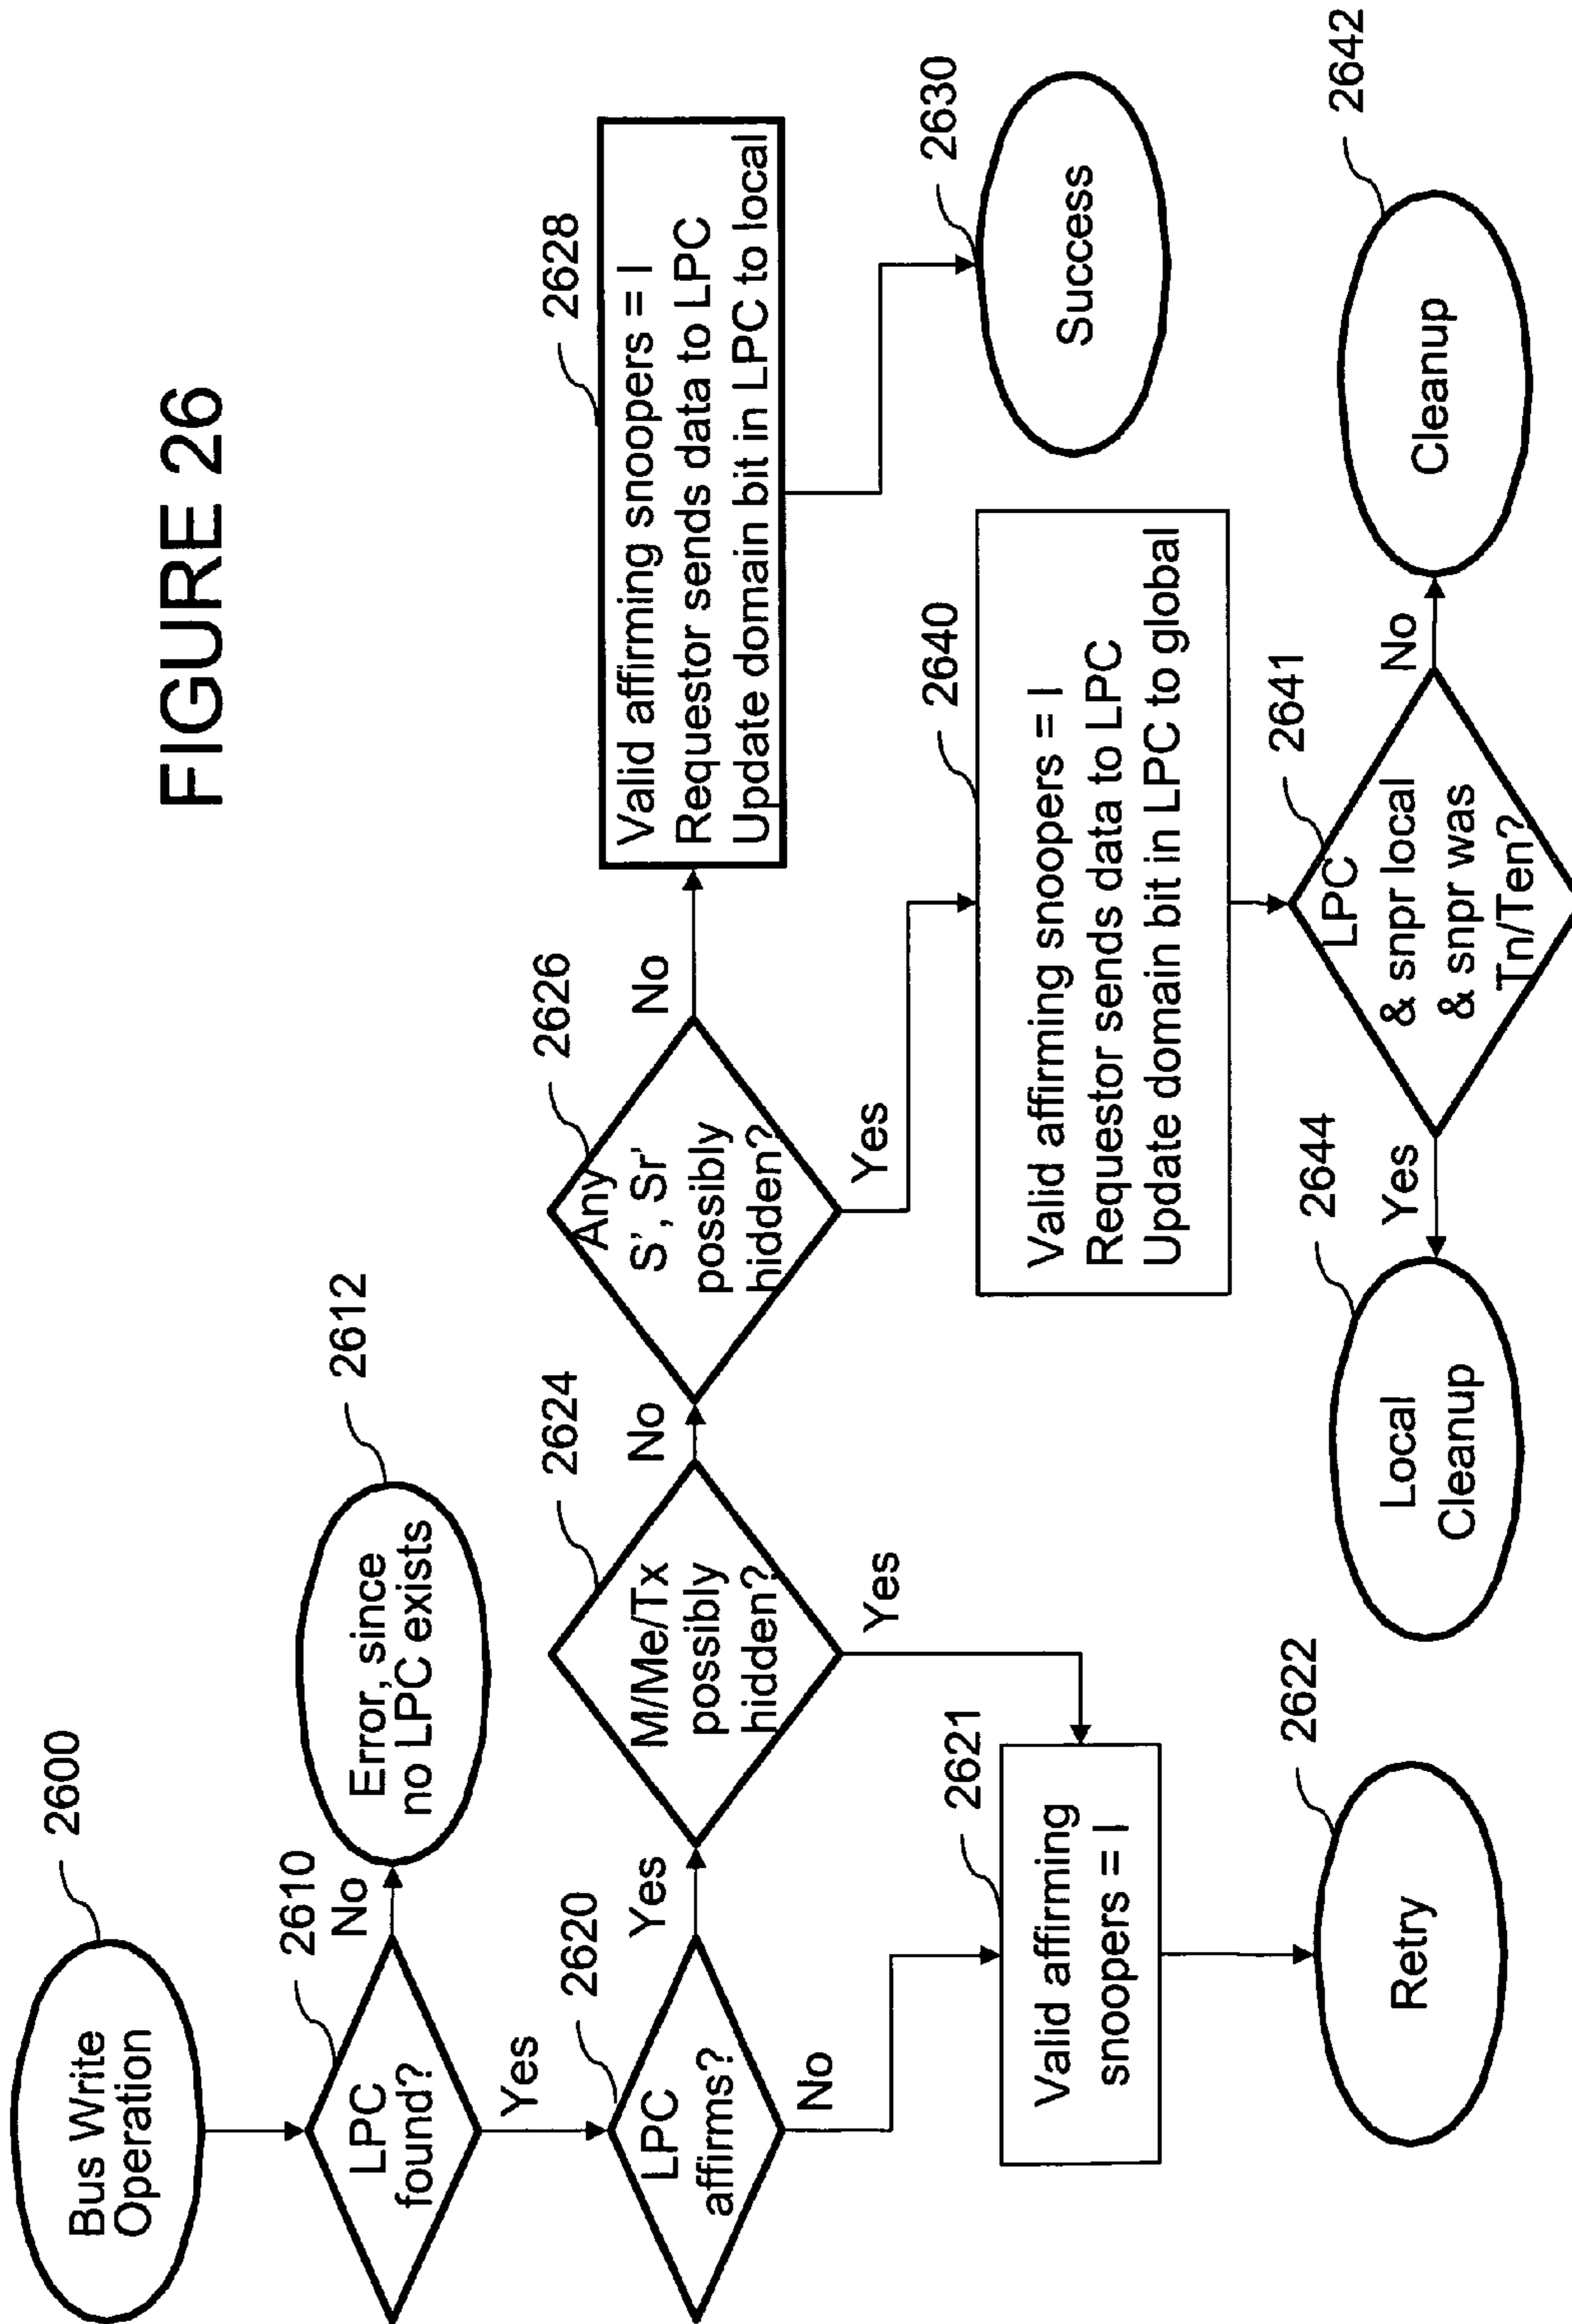 FIGURE 26
2600
Bus Write
Operation
2610
LPC
found?
No
2612
Error, since
no LPC exists
Yes
2620
LPC
affirms?
Yes
No
2624
M/Me/Tx
possibly
hidden?
No
Yes
2621
Valid affirming
snoopers = I
2622
Retry
2626
Any
S', Sr'
possibly
hidden?
No
Yes
2628
Valid affirming snoopers = I
Requestor sends data to LPC
Update domain bit in LPC to local
2630
Success
2640
Valid affirming snoopers = I
Requestor sends data to LPC
Update domain bit in LPC to global
2641
LPC
& snpr local
& snpr was
Tn/Ten?
No
2642
Cleanup
Yes
2644
Local
Cleanup